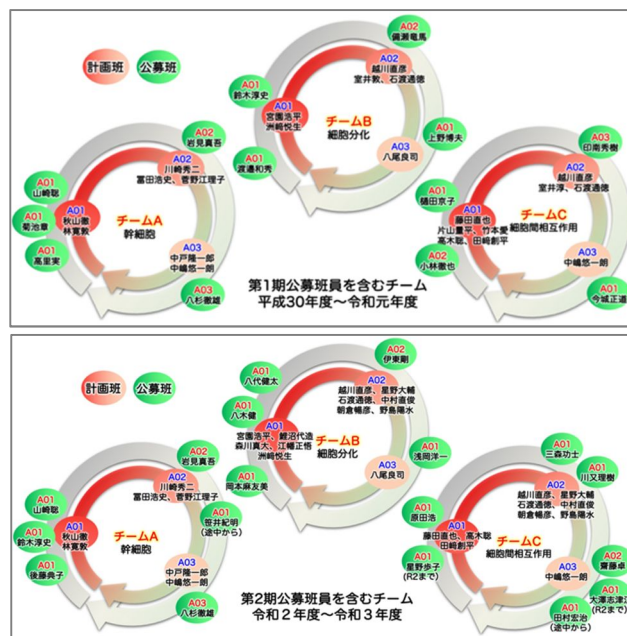 計画班
公募班
A01
鈴木淳史
A01
渡邊和秀
A01
宮園浩平
洲﨑悦生
A02
備瀬竜馬
A02
越川直彦
室井敦、石渡通徳
チームB
細胞分化
A03
八尾良司
A01
上野博夫
A01
山崎聡
A01
菊池章
A01
高里実
A01
秋山徹
林寛敦
A02
岩見真吾
A02
川崎秀二
冨田浩史、菅野江理子
チームA
幹細胞
A03
中戸隆一郎
中嶋悠一朗
A03
八杉徹雄
A01
樋田京子
A02
小林徹也
A01
藤田直也
片山量平、竹本愛
高木聡、田﨑創平
A03
印南秀樹
A02
越川直彦
室井淳、石渡通徳
チームC
細胞間相互作用
A03
中嶋悠一朗
A01
今城正道
第1期公募班員を含むチーム
平成30年度〜令和元年度
計画班
公募班
A01
八代健太
A01
八木健
A01
岡本麻友美
A01
宮園浩平、鯉沼代造
森川真大、江幡正悟
洲﨑悦生
A02
伊東剛
A02
越川直彦、星野大輔
石渡通徳、中村直俊
朝倉暢彦、野島陽水
チームB
細胞分化
A03
八尾良司
A01
浅岡洋一
A01
山崎聡
A01
鈴木淳史
A01
後藤典子
A01
秋山徹
林寛敦
A02
岩見真吾
A02
川崎秀二
冨田浩史、菅野江理子
チームA
幹細胞
A01
笹井紀明
(途中から)
A03
中戸隆一郎
中嶋悠一朗
A03
八杉徹雄
A01
原田浩
A01
星野歩子
(R2まで)
A01
藤田直也、高木聡
田﨑創平
A01
三森功士
A01
川又理樹
A02
越川直彦、星野大輔
石渡通徳、中村直俊
朝倉暢彦、野島陽水
チームC
細胞間相互作用
A03
中嶋悠一朗
A02
齋藤卓
A01
大澤志津江
(R2まで)
A01
田村宏治
(途中から)
第2期公募班員を含むチーム
令和２年度〜令和３年度